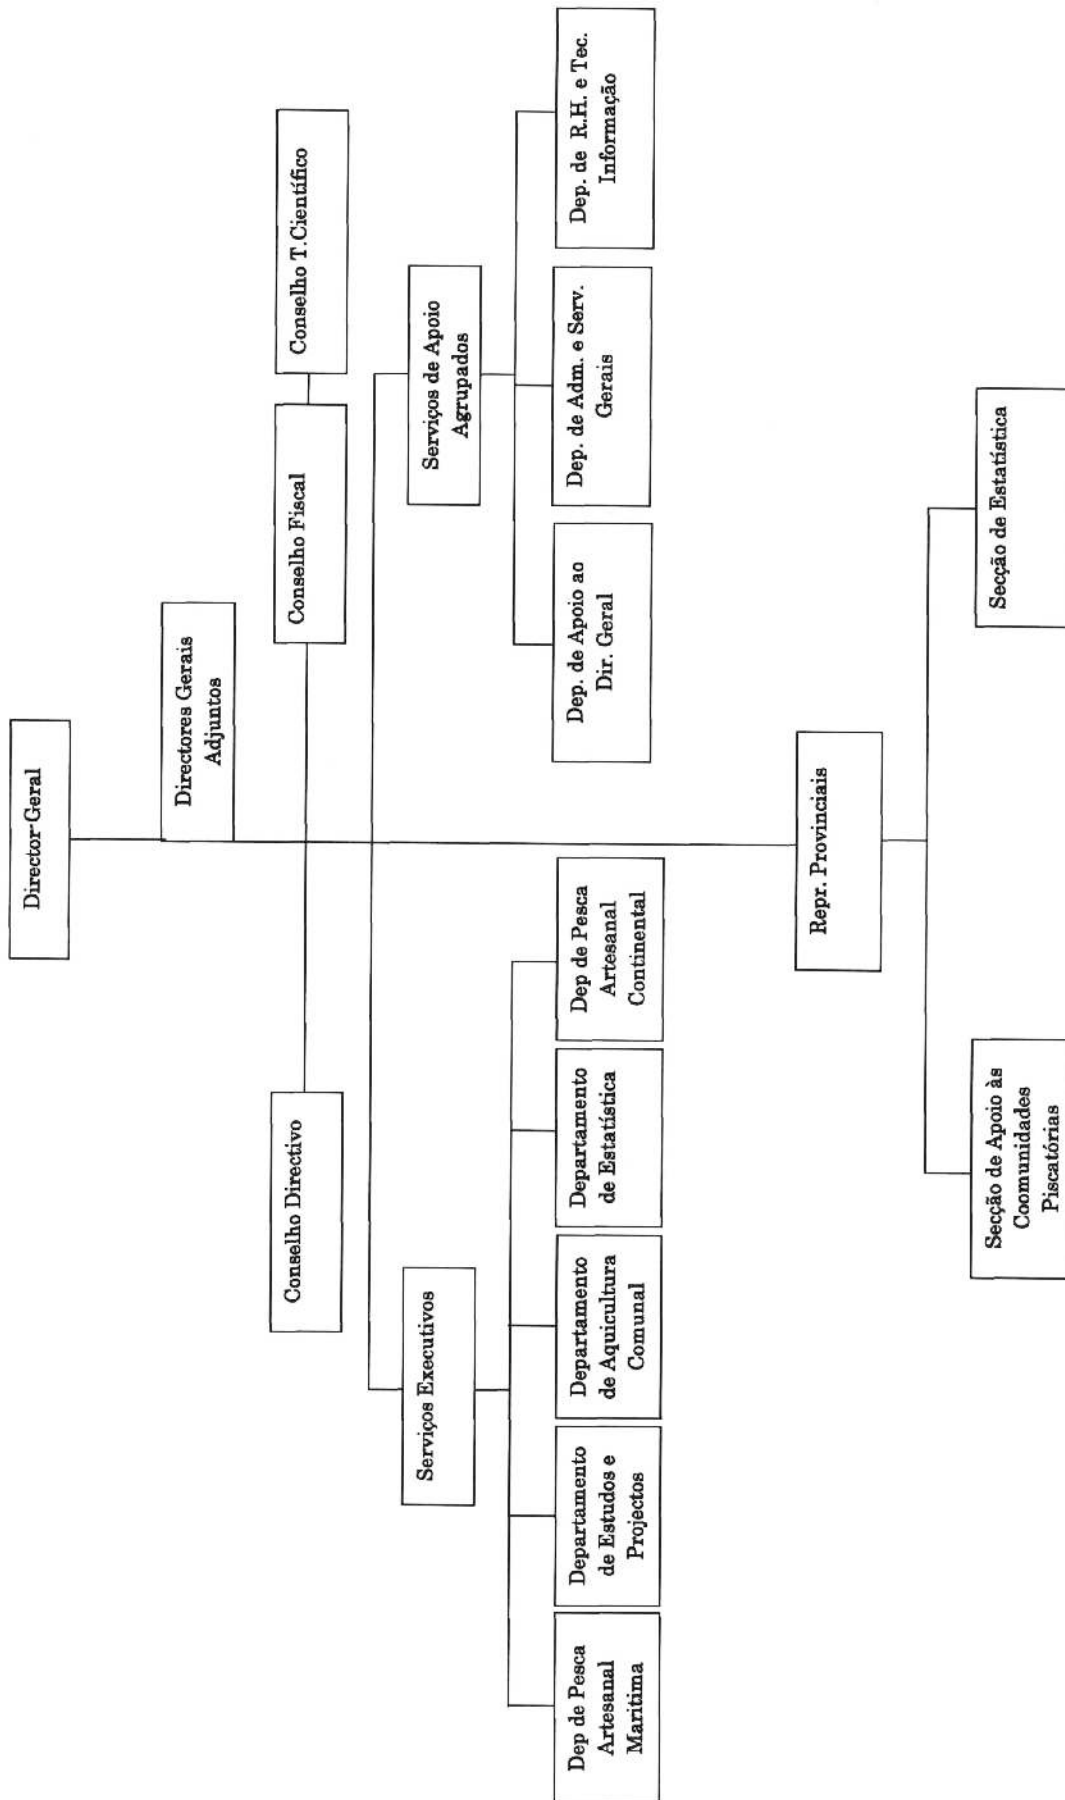 Director-Geral
Directores Gerais
Adjuntos
Conselho Directivo
Conselho Fiscal
Conselho T.Científico
Serviços Executivos
Serviços de Apoio
Agrupados
Dep de Pesca
Artesanal
Maritima
Departamento
de Estudos e
Projectos
Departamento
de Aquicultura
Comunal
Departamento
de Estatística
Dep de Pesca
Artesanal
Continental
Dep. de Apoio ao
Dir. Geral
Dep. de Adm. e Serv.
Gerais
Dep. de R.H. e Tec.
Informação
Repr. Provinciais
Secção de Apoio às
Coomunidades
Piscatórias
Secção de Estatística